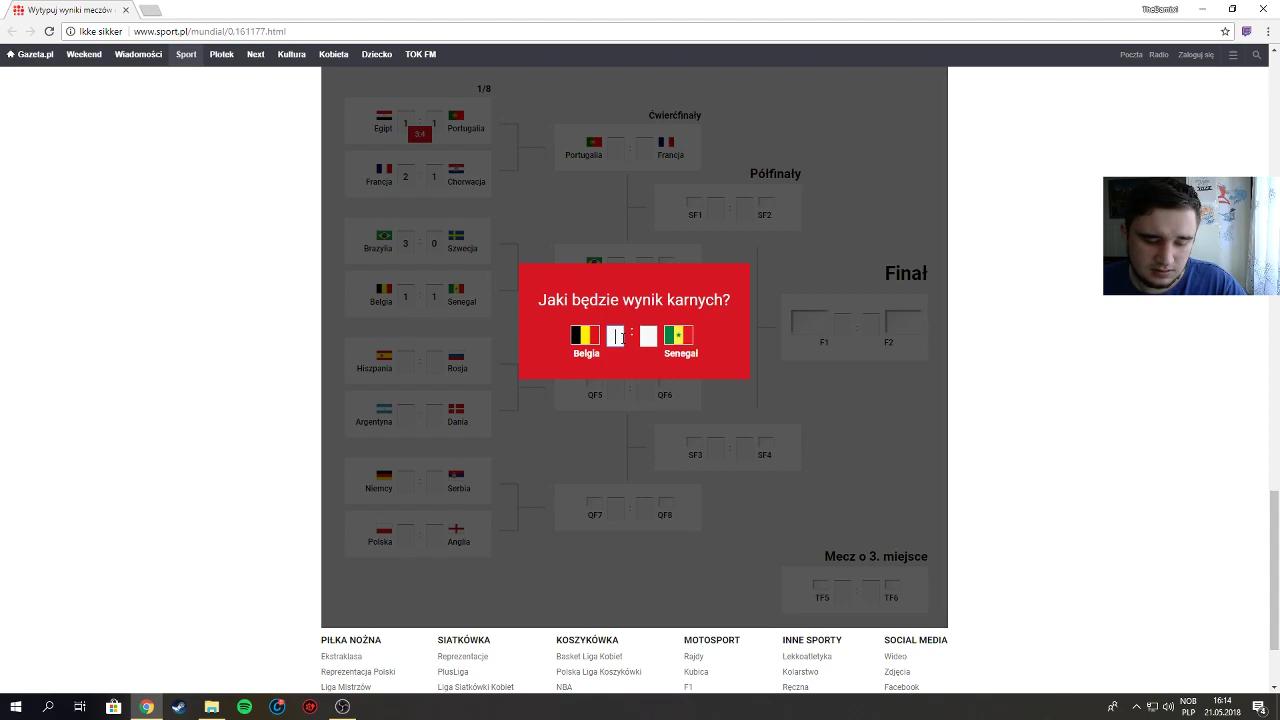 Wytypuj wyniki meczów
TheDamix!
Ikke sikker
www.sport.pl/mundial/0,161177.html
Gazeta.pl Weekend Wiadomości Sport Plotek Next Kultura Kobieta Dziecko TOK FM
Poczta Radio Zaloguj się
1/8
Egipt 1 : 1 Portugalia
3:4
Francja 2 : 1 Chorwacja
Brazylia 3 : 0 Szwecja
Belgia 1 : 1 Senegal
Hiszpania : Rosja
Argentyna : Dania
Niemcy : Serbia
Polska : Anglia
Ćwierćfinały
Portugalia : Francja
QF5 : QF6
QF7 : QF8
Półfinały
SF1 : SF2
SF3 : SF4
Finał
F1 : F2
Mecz o 3. miejsce
TF5 : TF6
Jaki będzie wynik karnych?
:
Belgia Senegal
PIŁKA NOŻNA
Ekstraklasa
Reprezentacja Polski
Liga Mistrzów
SIATKÓWKA
Reprezentacje
PlusLiga
Liga Siatkówki Kobiet
KOSZYKÓWKA
Basket Liga Kobiet
Polska Liga Koszykówki
NBA
MOTOSPORT
Rajdy
Kubica
F1
INNE SPORTY
Lekkoatletyka
Kolarstwo
Ręczna
SOCIAL MEDIA
Wideo
Zdjęcia
Facebook
NOB
PLP
16:14
21.05.2018